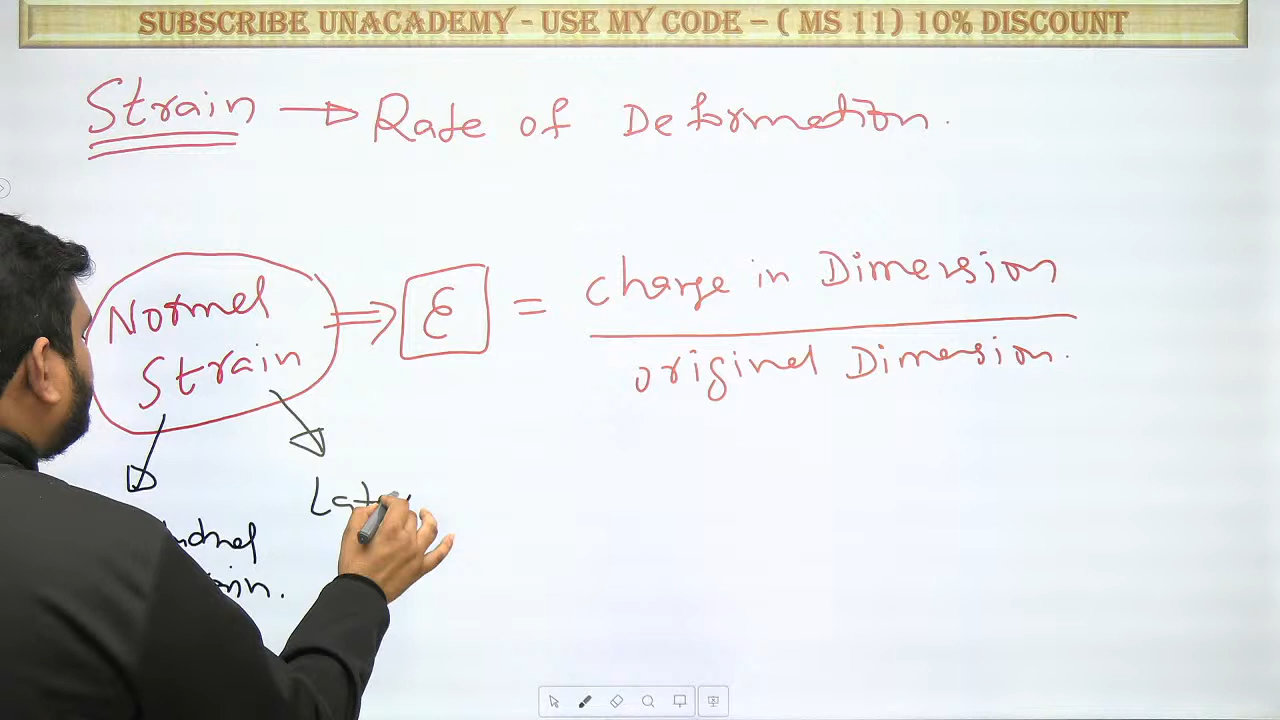 SUBSCRIBE UNACADEMY - USE MY CODE – ( MS 11) 10% DISCOUNT
Strain → Rate of Deformation.
Normal Strain ⇒ ε = Change in Dimension
Original Dimension.
Lat